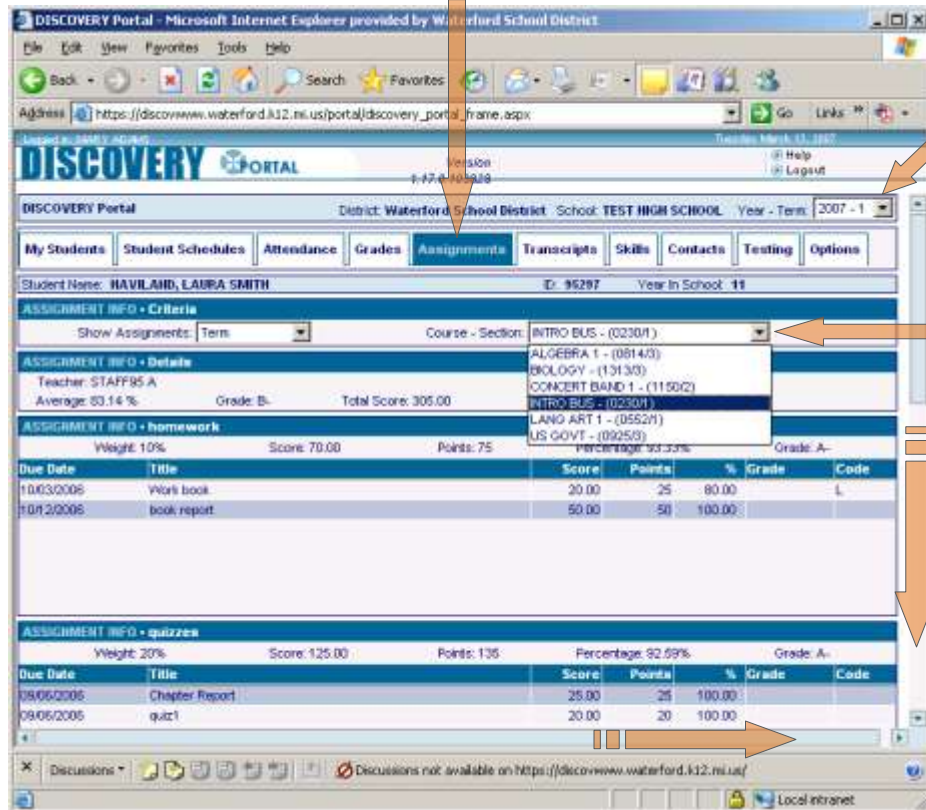 DISCOVERY Portal - Microsoft Internet Explorer provided by Waterford School District
File Edit View Favorites Tools Help
Back Search Favorites
Address https://discovwww.waterford.k12.mi.us/portal/discovery_portal_frame.aspx Go Links
Tuesday, March 13, 2007
DISCOVERY PORTAL Version Help
Logout
DISCOVERY Portal District: Waterford School District School: TEST HIGH SCHOOL Year - Term: 2007 - 1
My Students Student Schedules Attendance Grades Assignments Transcripts Skills Contacts Testing Options
Student Name: HAVILAND, LAURA SMITH ID: 95297 Year In School: 11
ASSIGNMENT INFO • Criteria
Show Assignments: Term Course - Section: INTRO BUS - (0230/1)
ALGEBRA 1 - (0814/3)
BIOLOGY - (1313/3)
CONCERT BAND 1 - (1150/2)
INTRO BUS - (0230/1)
LANG ART 1 - (0552/1)
US GOVT - (0925/3)
ASSIGNMENT INFO • Details
Teacher: STAFF95 A
Average: 83.14 % Grade: B- Total Score: 305.00
ASSIGNMENT INFO • homework
Weight: 10% Score: 70.00 Points: 75 Percentage: 93.33% Grade: A-
Due Date Title Score Points % Grade Code
10/03/2006 Work book 20.00 25 80.00 L
10/12/2006 book report 50.00 50 100.00
ASSIGNMENT INFO • quizzes
Weight: 20% Score: 125.00 Points: 135 Percentage: 92.59% Grade: A-
Due Date Title Score Points % Grade Code
09/06/2006 Chapter Report 25.00 25 100.00
09/06/2006 quiz1 20.00 20 100.00
Discussions Discussions not available on https://discovwww.waterford.k12.mi.us/
Local intranet